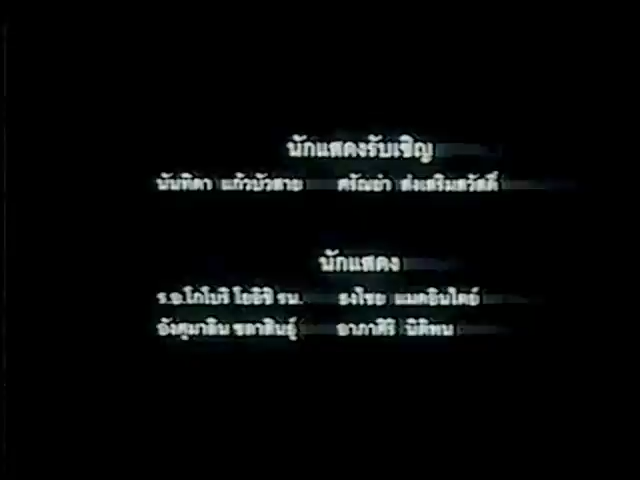 นักแสดงรับเชิญ
นันทิดา แก้วบัวสาย ศรัณยา ส่งเสริมสวัสดิ์
นักแสดง
ร.อ.โกโบริ โยอิชิ รน. ธงไชย แมคอินไตย์
อังศุมาลิน ชลาสินธุ์ อาภาศิริ นิติพน